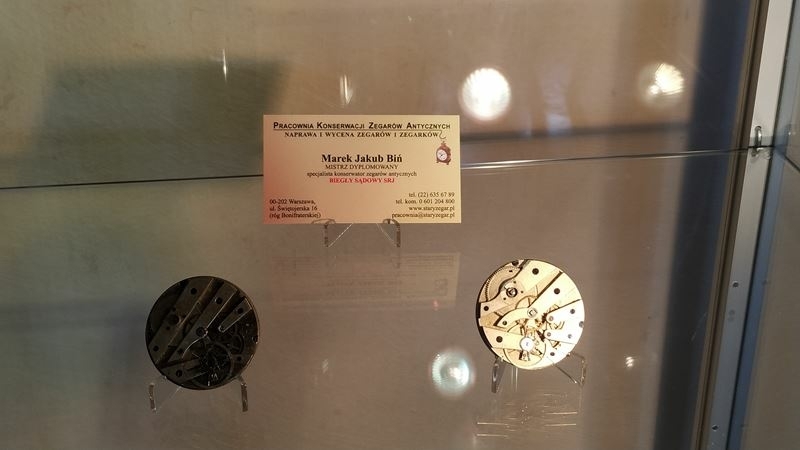 Pracownia Konserwacji Zegarów Antycznych
NAPRAWA I WYCENA ZEGARÓW I ZEGARKÓW
Marek Jakub Biń
MISTRZ DYPLOMOWANY
specjalista konserwator zegarów antycznych
BIEGŁY SĄDOWY SRJ
00-202 Warszawa,
ul. Świętojerska 16
(róg Bonifraterskiej)
tel. (22) 635 67 89
tel. kom. 0 601 204 800
www.staryzegar.pl
pracownia@staryzegar.pl